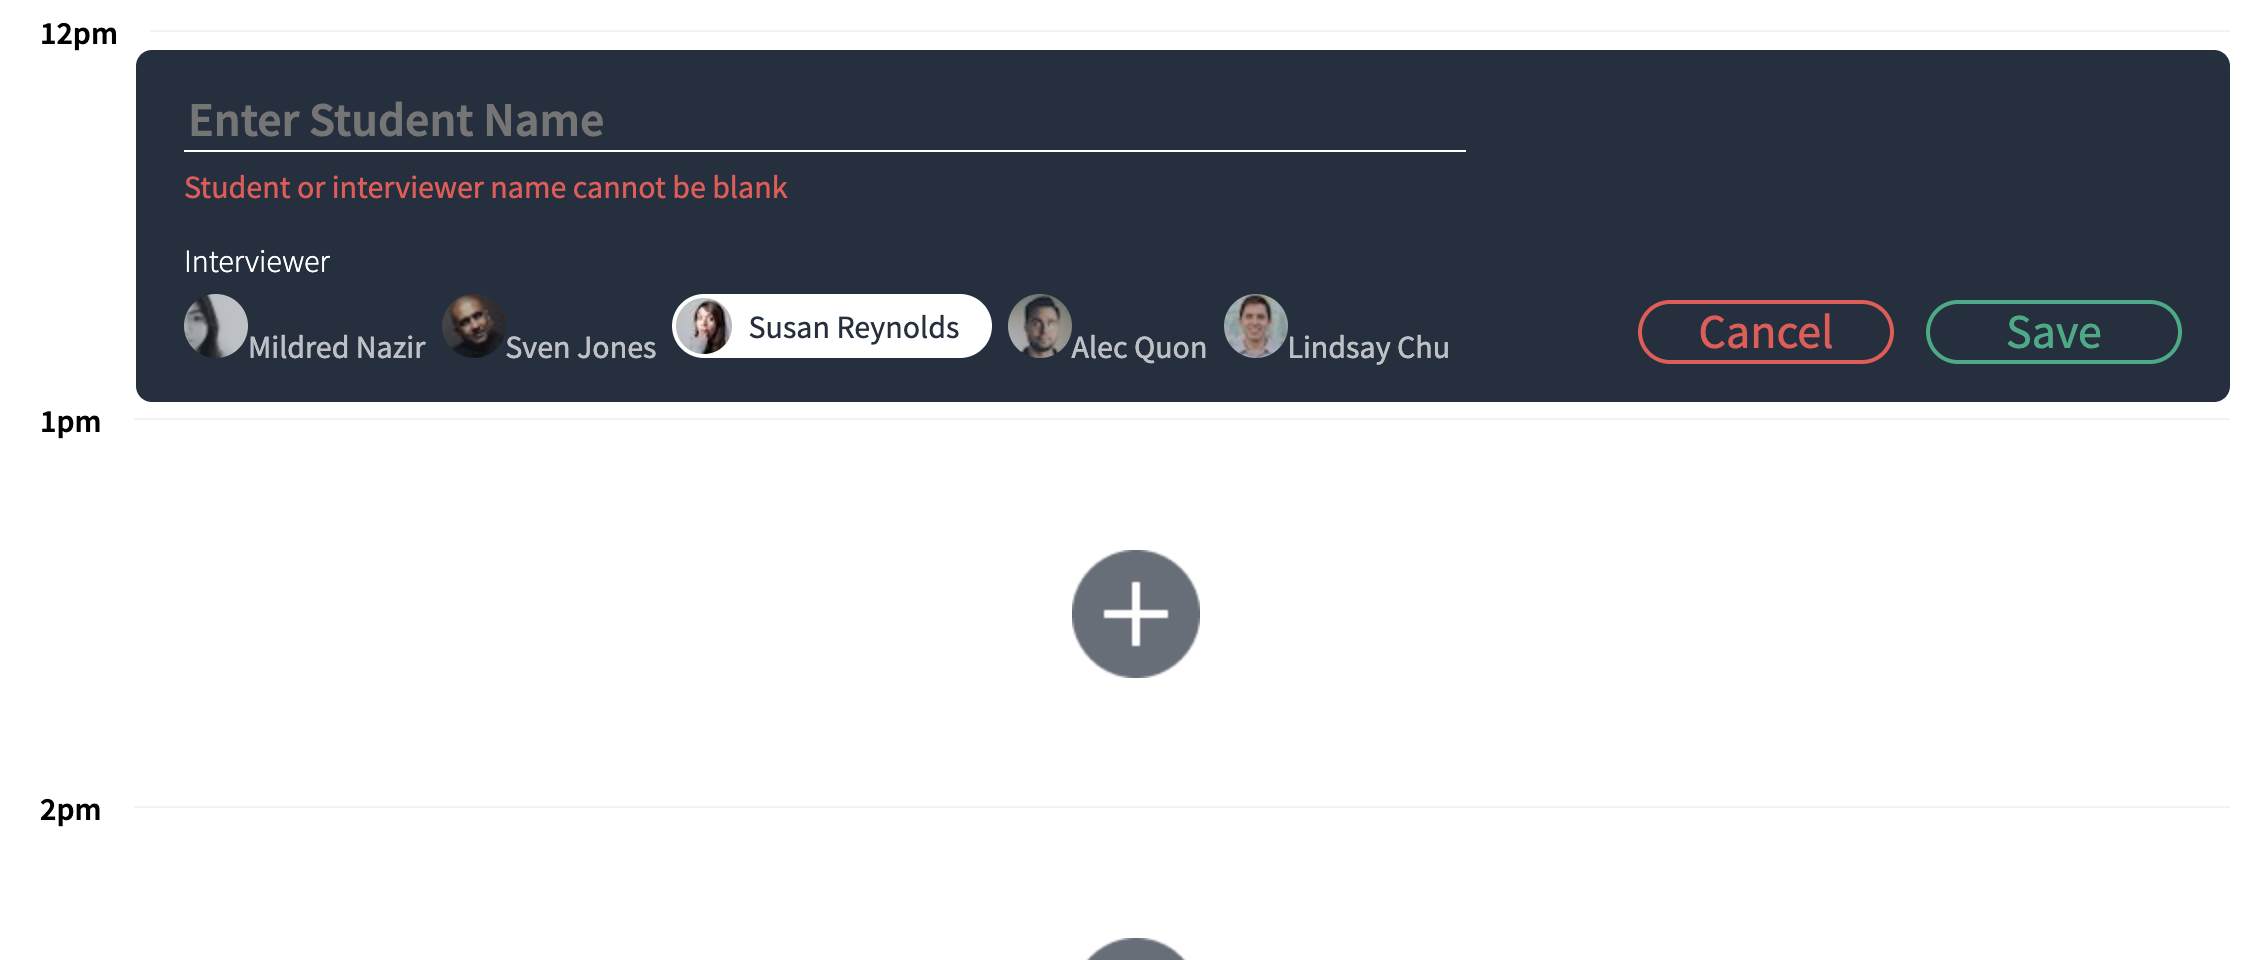 12pm
Enter Student Name
Student or interviewer name cannot be blank
Interviewer
Mildred Nazir Sven Jones Susan Reynolds Alec Quon Lindsay Chu Cancel Save
1pm
2pm